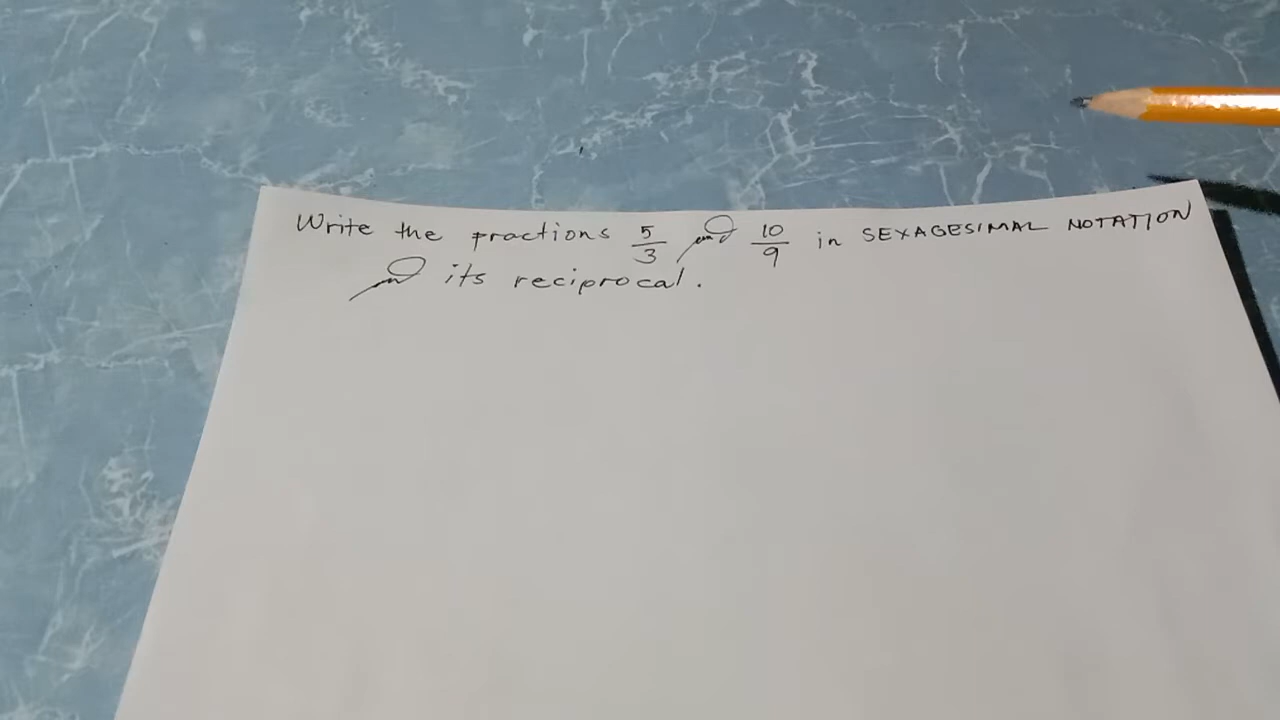 Write the fractions 5/3 and 10/9 in SEXAGESIMAL NOTATION
and its reciprocal.